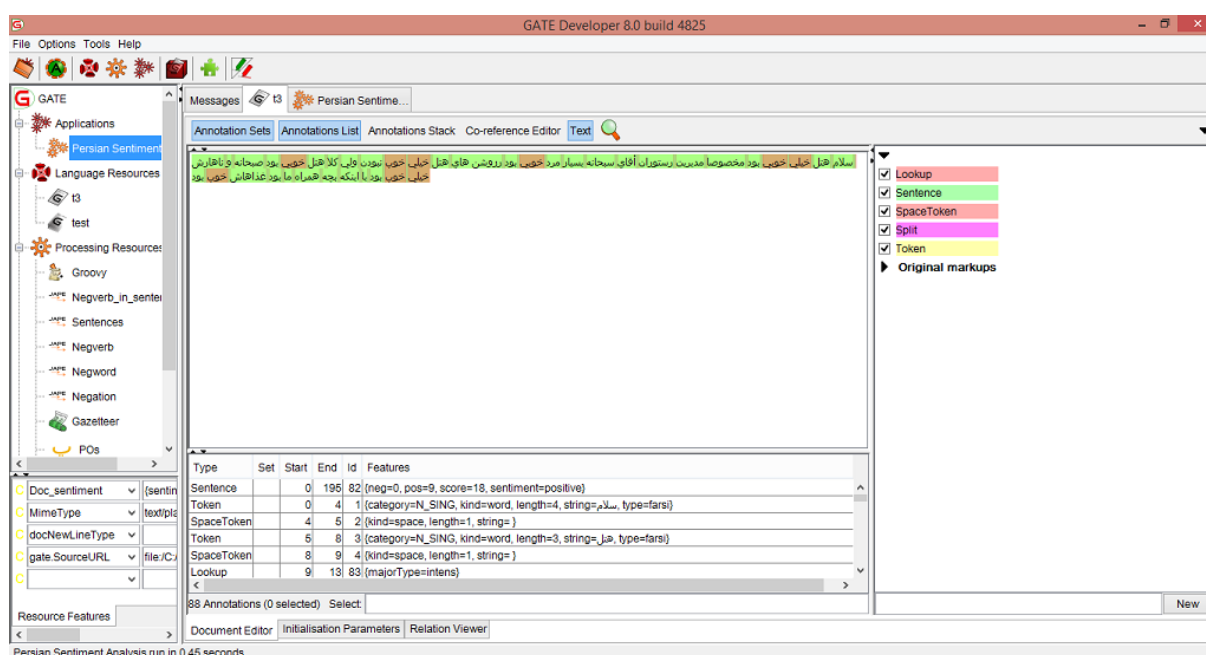 GATE Developer 8.0 build 4825
File Options Tools Help
GATE
Applications
Persian Sentiment
Language Resources
t3
test
Processing Resources
Groovy
Negverb_in_senter
Sentences
Negverb
Negword
Negation
Gazetteer
POs
Doc_sentiment {sentin
MimeType text/pla
docNewLineType
gate.SourceURL file:/C:/
Resource Features
Messages t3 Persian Sentime...
Annotation Sets Annotations List Annotations Stack Co-reference Editor Text
سلام هتل خیلی خوبی بود مخصوصا مدیرین رستوران آقای سبحانه بسیار مرد خوبی بود رروشن های هتل خیلی خوب نبودن ولی کلا هتل خوبی بود صبحانه و ناهارش
خیلی خوب بود با اینکه بچه همراه ما بود غذاهاش خوب بود
Lookup
Sentence
SpaceToken
Split
Token
Original markups
Type Set Start End Id Features
Sentence 0 195 82 {neg=0, pos=9, score=18, sentiment=positive}
Token 0 4 1 {category=N_SING, kind=word, length=4, string=سلام, type=farsi}
SpaceToken 4 5 2 {kind=space, length=1, string= }
Token 5 8 3 {category=N_SING, kind=word, length=3, string=هتل, type=farsi}
SpaceToken 8 9 4 {kind=space, length=1, string= }
Lookup 9 13 83 {majorType=intens}
88 Annotations (0 selected) Select:
New
Document Editor Initialisation Parameters Relation Viewer
Persian Sentiment Analysis run in 0.45 seconds